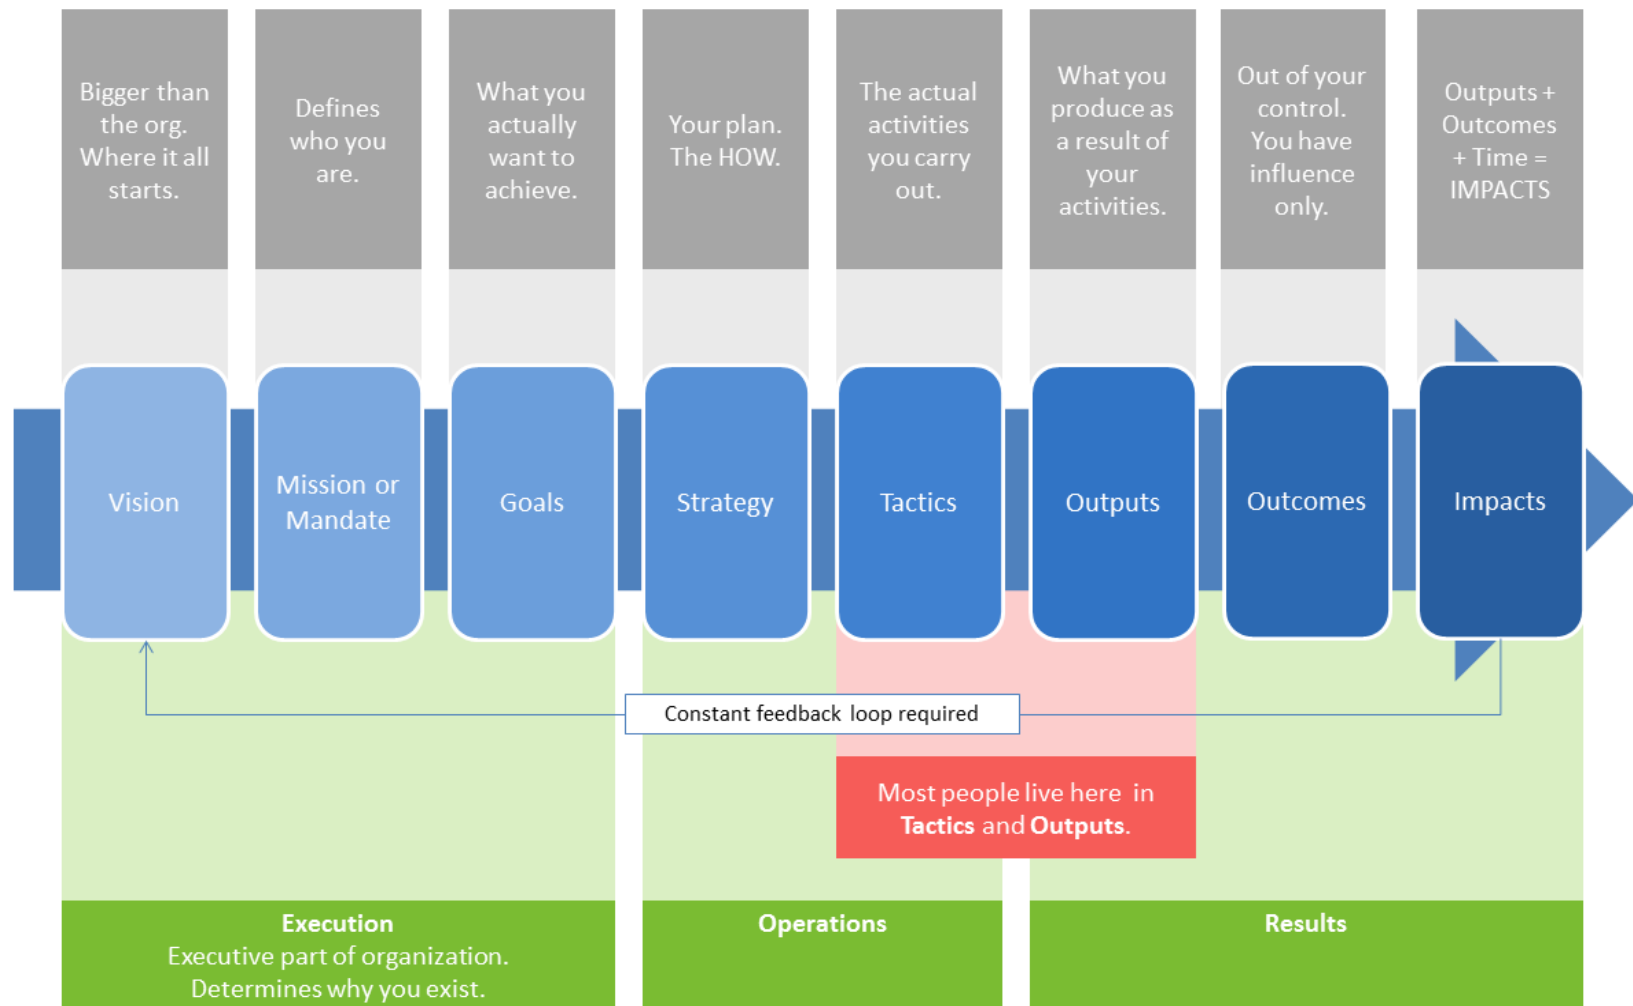 Bigger than
the org.
Where it all
starts.
Defines
who you
are.
What you
actually
want to
achieve.
Your plan.
The HOW.
The actual
activities
you carry
out.
What you
produce as
a result of
your
activities.
Out of your
control.
You have
influence
only.
Outputs +
Outcomes
+ Time =
IMPACTS
Vision
Mission or
Mandate
Goals
Strategy
Tactics
Outputs
Outcomes
Impacts
Constant feedback loop required
Most people live here in
Tactics and Outputs.
Execution
Executive part of organization.
Determines why you exist.
Operations
Results